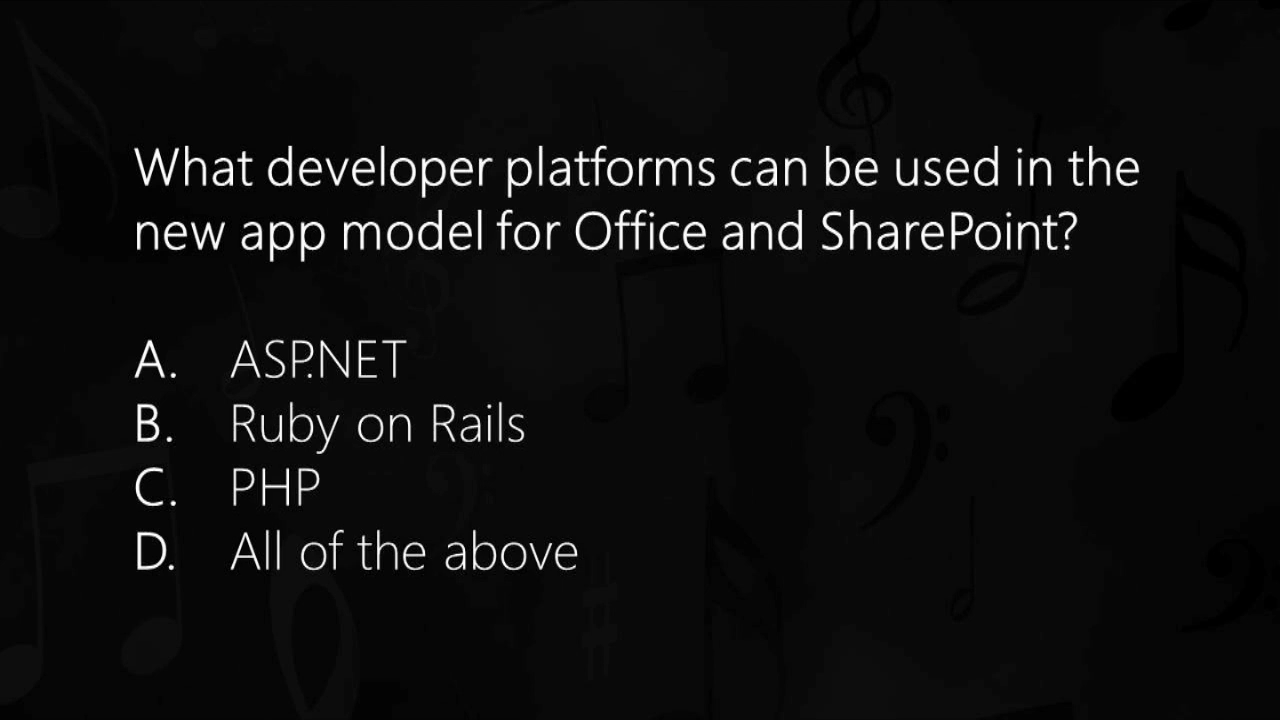 What developer platforms can be used in the
new app model for Office and SharePoint?
A. ASP.NET
B. Ruby on Rails
C. PHP
D. All of the above